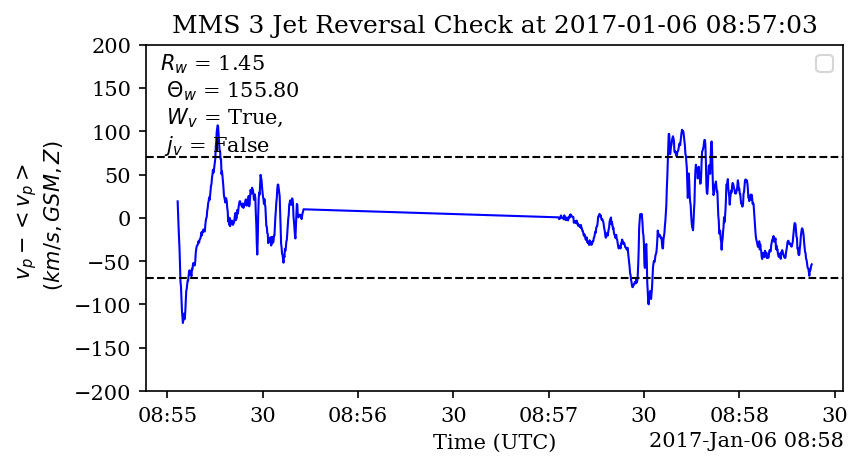 MMS 3 Jet Reversal Check at 2017-01-06 08:57:03
200
150
100
50
0
−50
−100
−150
−200
v_p − < v_p >
(km/s, GSM, Z)
R_w = 1.45
Θ_w = 155.80
W_v = True,
j_v = False
08:55 30 08:56 30 08:57 30 08:58 30
Time (UTC)
2017-Jan-06 08:58